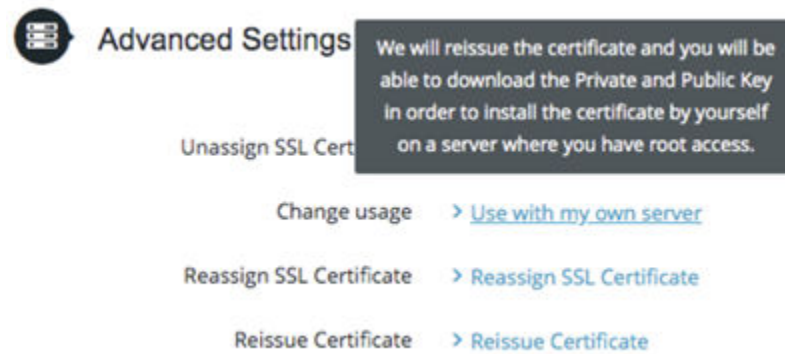 Advanced Settings
We will reissue the certificate and you will be
able to download the Private and Public Key
in order to install the certificate by yourself
on a server where you have root access.
Unassign SSL Cert
Change usage > Use with my own server
Reassign SSL Certificate > Reassign SSL Certificate
Reissue Certificate > Reissue Certificate